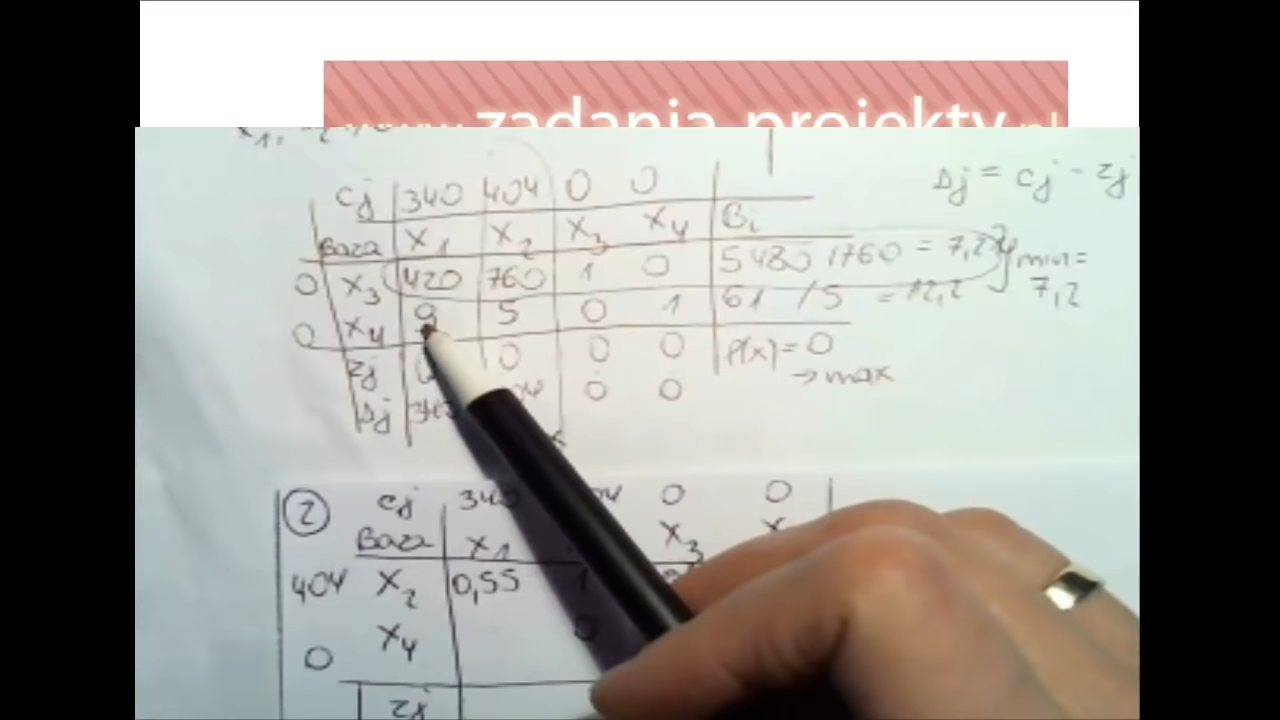 www.zadania-projekty.pl
Δj = cj - zj
cj 340 404 0 0
Baza x1 x2 x3 x4 Bi
0 x3 420 760 1 0 5480 /760 = 7,2
min =
7,2
0 x4 9 5 0 1 61 /5 = 12,2
zj 0 0 0 f(x) = 0
→ max
Δj 0 0
2 cj 340 0 0
Baza x1 x3
404 x2 0,55 1
0 x4 0
zj